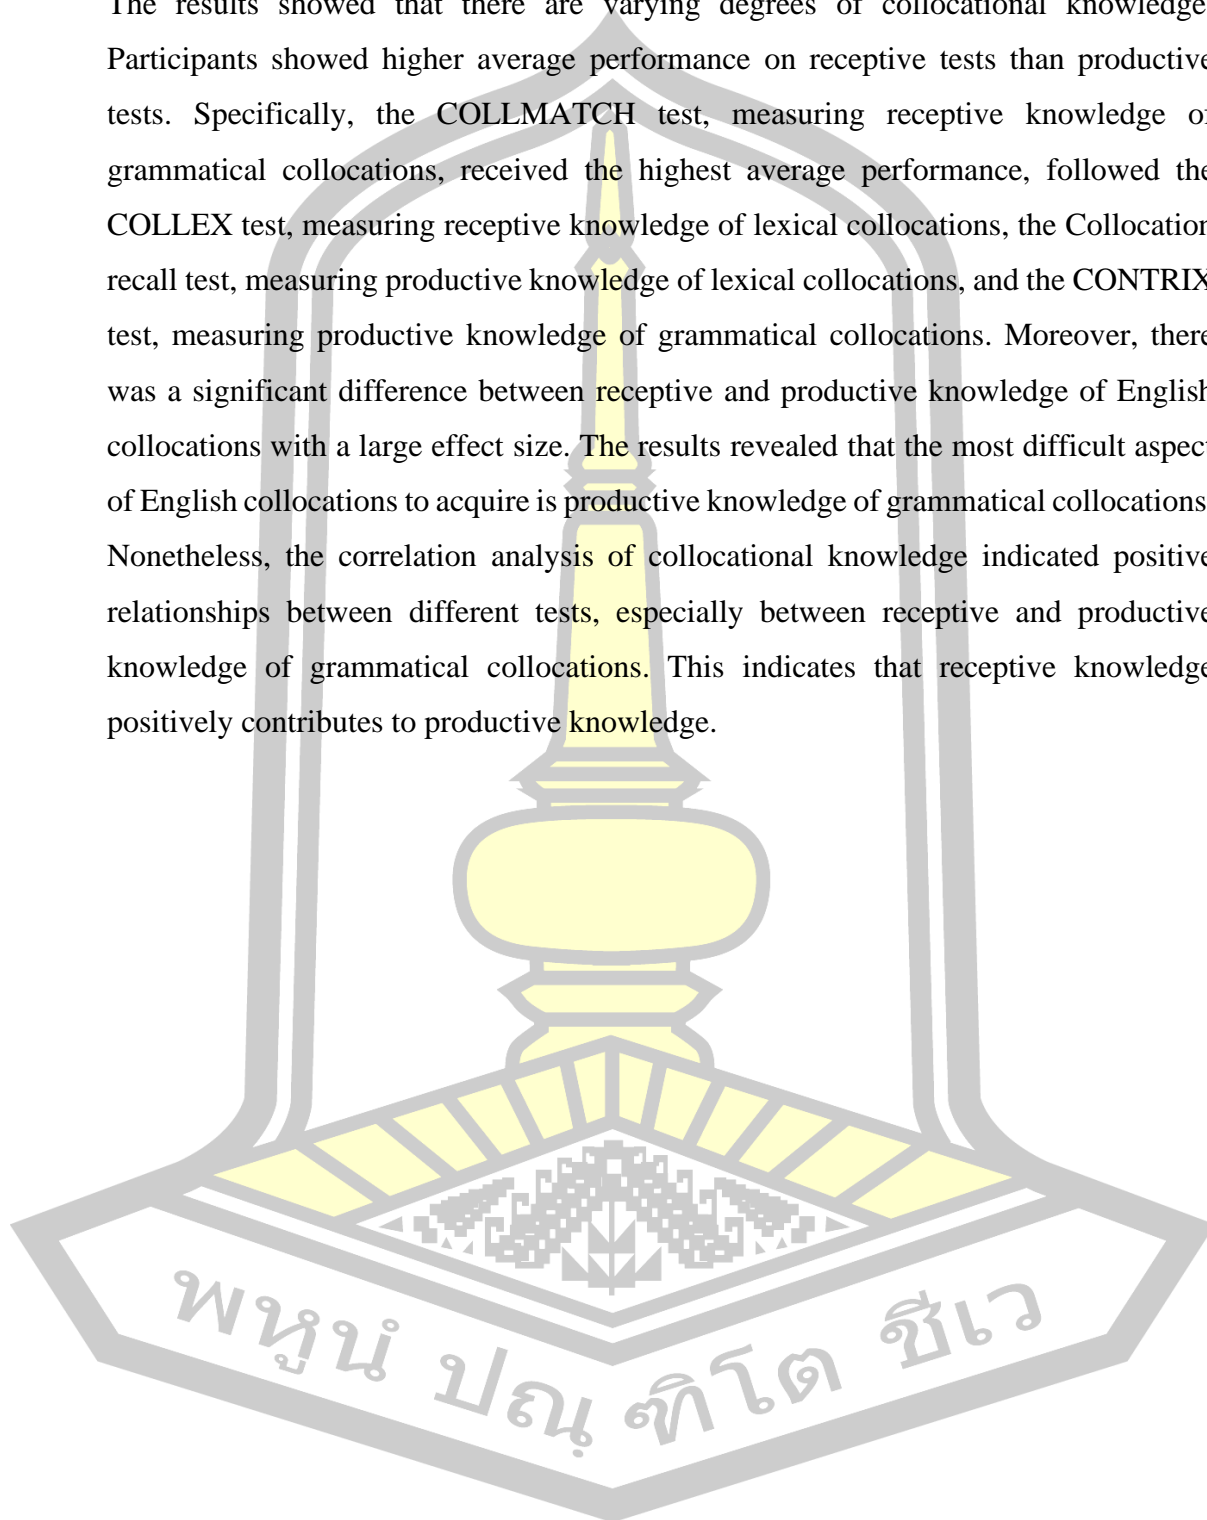 The results showed that there are varying degrees of collocational knowledge
Participants showed higher average performance on receptive tests than productive
tests. Specifically, the COLLMATCH test, measuring receptive knowledge of
grammatical collocations, received the highest average performance, followed the
COLLEX test, measuring receptive knowledge of lexical collocations, the Collocation
recall test, measuring productive knowledge of lexical collocations, and the CONTRIX
test, measuring productive knowledge of grammatical collocations. Moreover, there
was a significant difference between receptive and productive knowledge of English
collocations with a large effect size. The results revealed that the most difficult aspect
of English collocations to acquire is productive knowledge of grammatical collocations
Nonetheless, the correlation analysis of collocational knowledge indicated positive
relationships between different tests, especially between receptive and productive
knowledge of grammatical collocations. This indicates that receptive knowledge
positively contributes to productive knowledge.
พหูนํ ปณฺฑิโต ชีเว